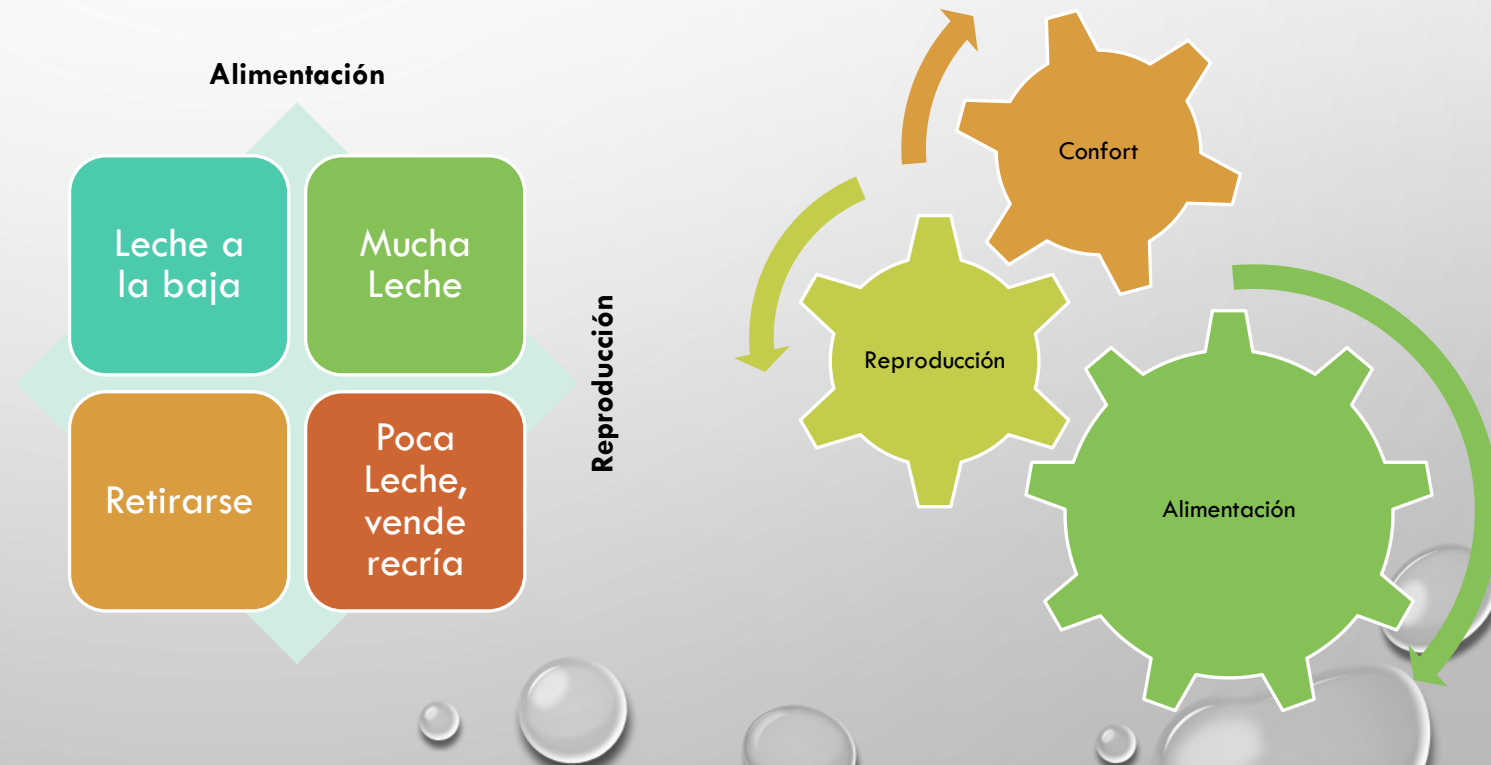 Alimentación
Leche a
la baja
Mucha
Leche
Retirarse
Poca
Leche,
vende
recría
Reproducción
Confort
Reproducción
Alimentación